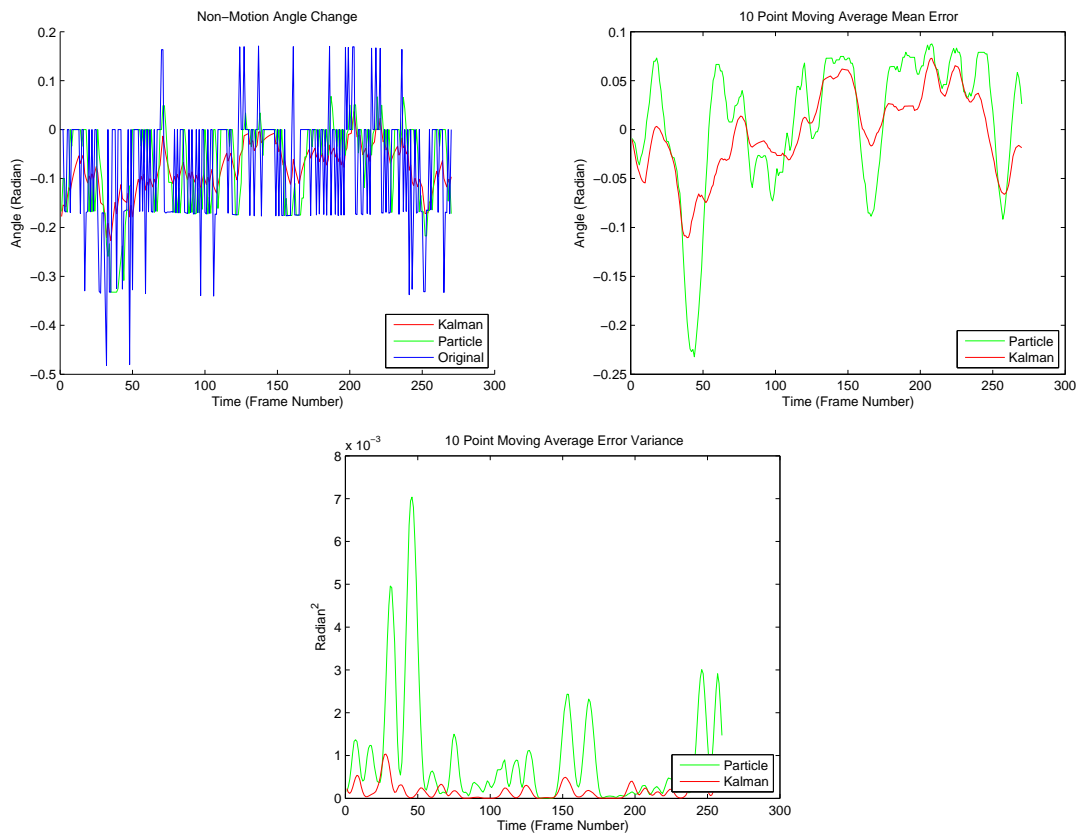 Non−Motion Angle Change
0.2
0.1
0
−0.1
−0.2
−0.3
−0.4
−0.5
Angle (Radian)
0 50 100 150 200 250 300
Time (Frame Number)
Kalman
Particle
Original
10 Point Moving Average Mean Error
0.1
0.05
0
−0.05
−0.1
−0.15
−0.2
−0.25
Angle (Radian)
0 50 100 150 200 250 300
Time (Frame Number)
Particle
Kalman
10 Point Moving Average Error Variance
x 10⁻³
8
7
6
5
4
3
2
1
0
Radian²
0 50 100 150 200 250 300
Time (Frame Number)
Particle
Kalman